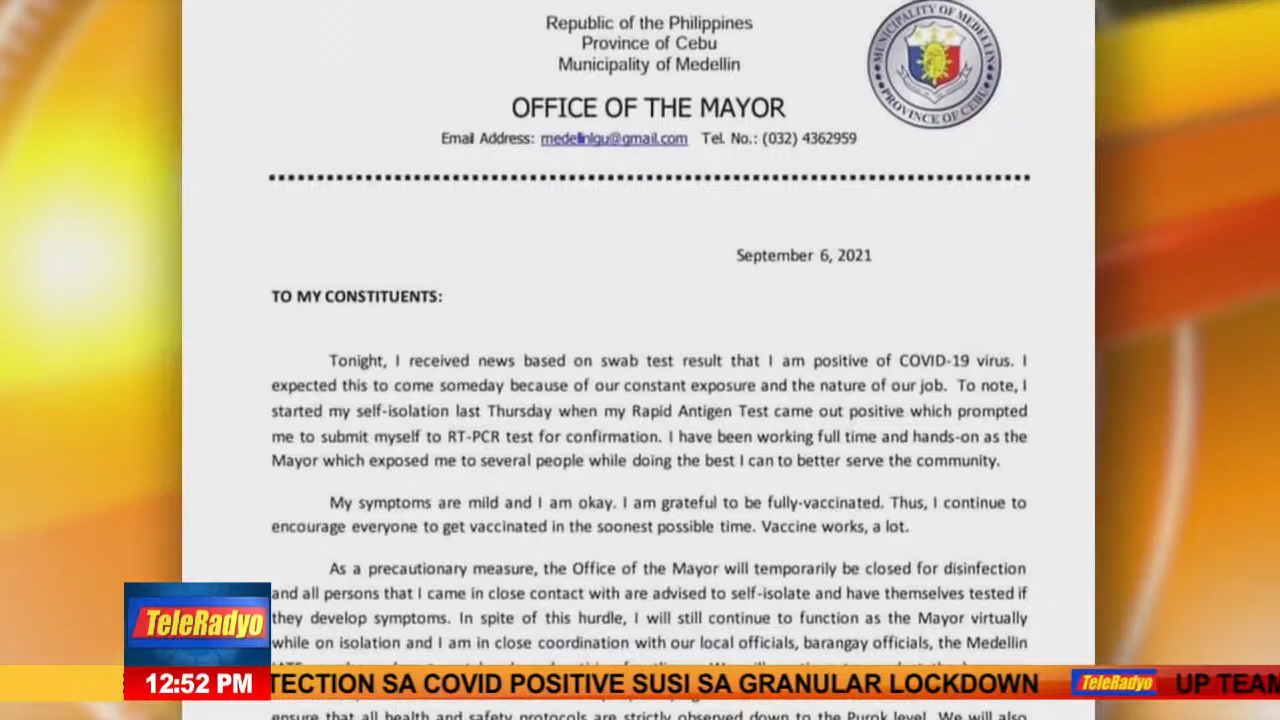 Republic of the Philippines
Province of Cebu
Municipality of Medellin
MUNICIPALITY OF MEDELLIN
PROVINCE OF CEBU
OFFICE OF THE MAYOR
Email Address: medellinlgu@gmail.com Tel. No.: (032) 4362959
September 6, 2021
TO MY CONSTITUENTS:
Tonight, I received news based on swab test result that I am positive of COVID-19 virus. I
expected this to come someday because of our constant exposure and the nature of our job. To note, I
started my self-isolation last Thursday when my Rapid Antigen Test came out positive which prompted
me to submit myself to RT-PCR test for confirmation. I have been working full time and hands-on as the
Mayor which exposed me to several people while doing the best I can to better serve the community.
My symptoms are mild and I am okay. I am grateful to be fully-vaccinated. Thus, I continue to
encourage everyone to get vaccinated in the soonest possible time. Vaccine works, a lot.
As a precautionary measure, the Office of the Mayor will temporarily be closed for disinfection
and all persons that I came in close contact with are advised to self-isolate and have themselves tested if
they develop symptoms. In spite of this hurdle, I will still continue to function as the Mayor virtually
while on isolation and I am in close coordination with our local officials, barangay officials, the Medellin
TeleRadyo
12:52 PM
TECTION SA COVID POSITIVE SUSI SA GRANULAR LOCKDOWN TeleRadyo UP TEAM
ensure that all health and safety protocols are strictly observed down to the Purok level. We will also